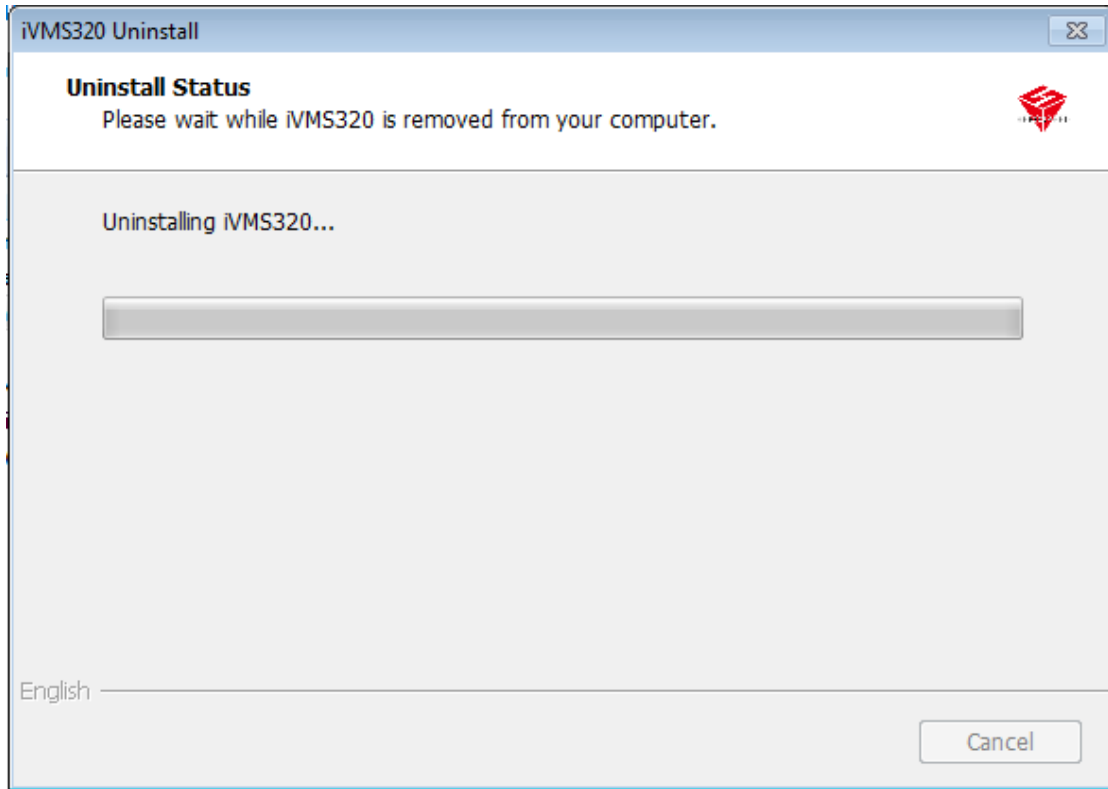 iVMS320 Uninstall
Uninstall Status
Please wait while iVMS320 is removed from your computer.
Uninstalling iVMS320...
English
Cancel